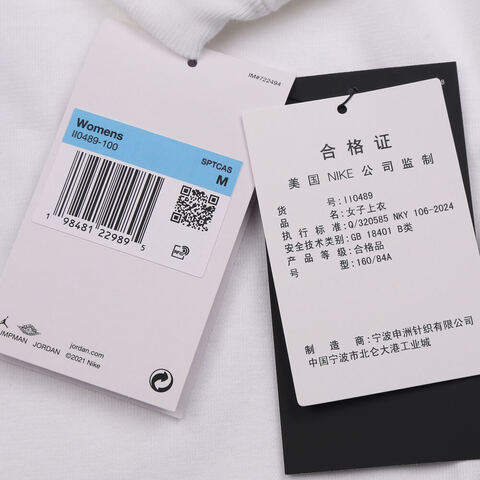 IM#722494
Womens
II0489-100
SPTCAS
M
1 98481 22989 5
RFID
UMPMAN JORDAN
jordan.com
©2021 Nike
8
合格证
美国 NIKE 公司监制
货 号: II0489
品 名: 女子上衣
执行标准: Q/320585 NKY 106-2024
安全技术类别: GB 18401 B类
产品等级: 合格品
号 型: 160/84A
制造商: 宁波申洲针织有限公司
中国宁波市北仑大港工业城